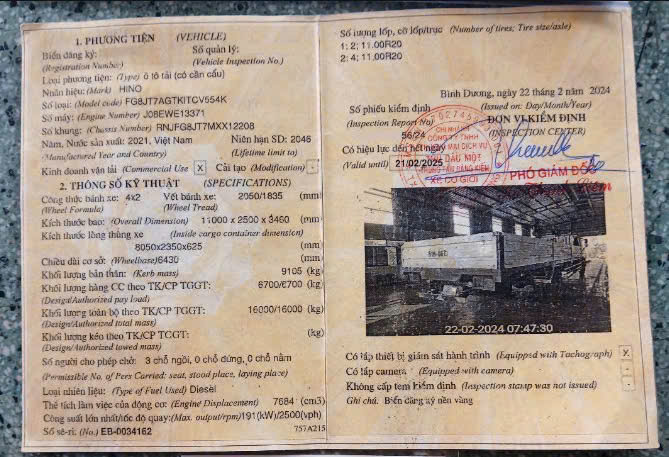 1. PHƯƠNG TIỆN (VEHICLE)
Biển đăng ký: Số quản lý:
(Registration Number) (Vehicle Inspection No.)
Loại phương tiện: (Type) ô tô tải (có cần cẩu)
Nhãn hiệu: (Mark) HINO
Số loại: (Model code) FG8JT7AGTKITCV554K
Số máy: (Engine Number) J08EWE13371
Số khung: (Chassis Number) RNJFG8JT7MXX12208
Năm, Nước sản xuất: 2021, Việt Nam Niên hạn SD: 2046
(Manufactured Year and Country) (Lifetime limit to)
Kinh doanh vận tải (Commercial Use) X Cải tạo (Modification) -
2. THÔNG SỐ KỸ THUẬT (SPECIFICATIONS)
Công thức bánh xe: 4x2 Vết bánh xe: 2050/1835 (mm)
(Wheel Formula) (Wheel Tread)
Kích thước bao: (Overall Dimension) 11000 x 2500 x 3460 (mm)
Kích thước lòng thùng xe (Inside cargo container dimension)
8050x2350x625 (mm)
Chiều dài cơ sở: (Wheelbase) 6430 (mm)
Khối lượng bản thân: (Kerb mass) 9105 (kg)
Khối lượng hàng CC theo TK/CP TGGT: 6700/6700 (kg)
(Design/Authorized pay load)
Khối lượng toàn bộ theo TK/CP TGGT: 16000/16000 (kg)
(Design/Authorized total mass)
Khối lượng kéo theo TK/CP TGGT: (kg)
(Design/Authorized towed mass)
Số người cho phép chở: 3 chỗ ngồi, 0 chỗ đứng, 0 chỗ nằm
(Permissible No. of Pers Carried: seat, stood place, laying place)
Loại nhiên liệu: (Type of Fuel Used) Diesel
Thể tích làm việc của động cơ: (Engine Displacement) 7684 (cm3)
Công suất lớn nhất/tốc độ quay: (Max. output/rpm) 191(kW)/2500(vph)
Số sê-ri: (No.) EB-0034162 757A215
Số lượng lốp, cỡ lốp/trục (Number of tires; Tire size/axle)
1; 2; 11.00R20
2; 4; 11.00R20
Bình Dương, ngày 22 tháng 2 năm 2024
Số phiếu kiểm định (Issued on: Day/Month/Year)
(Inspection Report No) ĐƠN VỊ KIỂM ĐỊNH
56/24 (INSPECTION CENTER)
Có hiệu lực đến hết ngày
(Valid until) 21/02/2025
CHI NHÁNH
CÔNG TY TNHH
DẦU MỘT
XE CƠ GIỚI
PHÓ GIÁM ĐỐC
22-02-2024 07:47:30
Có lắp thiết bị giám sát hành trình (Equipped with Tachograph) X
Có lắp camera (Equipped with camera) -
Không cấp tem kiểm định (Inspection stamp was not issued) -
Ghi chú: Biển đăng ký nền vàng